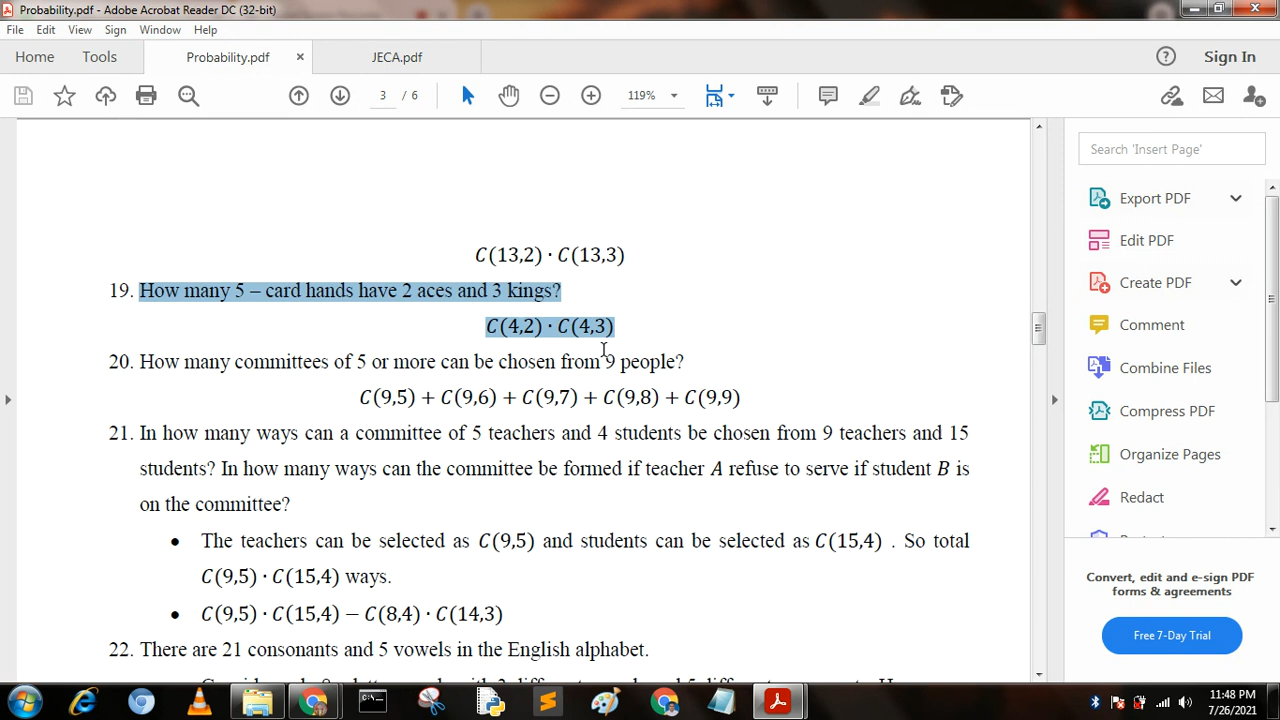 Probability.pdf - Adobe Acrobat Reader DC (32-bit)
File Edit View Sign Window Help
Home Tools Probability.pdf × JECA.pdf Sign In
3 / 6 119%
Search 'Insert Page'
Export PDF
Edit PDF
Create PDF
Comment
Combine Files
Compress PDF
Organize Pages
Redact
Convert, edit and e-sign PDF
forms & agreements
Free 7-Day Trial
C(13,2) · C(13,3)
19. How many 5 – card hands have 2 aces and 3 kings?
C(4,2) · C(4,3)
20. How many committees of 5 or more can be chosen from 9 people?
C(9,5) + C(9,6) + C(9,7) + C(9,8) + C(9,9)
21. In how many ways can a committee of 5 teachers and 4 students be chosen from 9 teachers and 15
students? In how many ways can the committee be formed if teacher A refuse to serve if student B is
on the committee?
• The teachers can be selected as C(9,5) and students can be selected as C(15,4) . So total
C(9,5) · C(15,4) ways.
• C(9,5) · C(15,4) − C(8,4) · C(14,3)
22. There are 21 consonants and 5 vowels in the English alphabet.
11:48 PM
7/26/2021